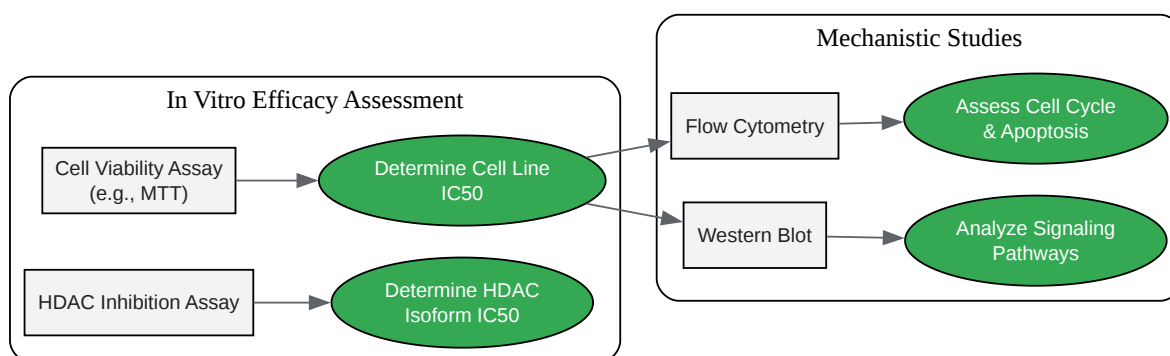 In Vitro Efficacy Assessment
Cell Viability Assay
(e.g., MTT)
Determine Cell Line
IC50
HDAC Inhibition Assay
Determine HDAC
Isoform IC50
Mechanistic Studies
Flow Cytometry
Assess Cell Cycle
& Apoptosis
Western Blot
Analyze Signaling
Pathways